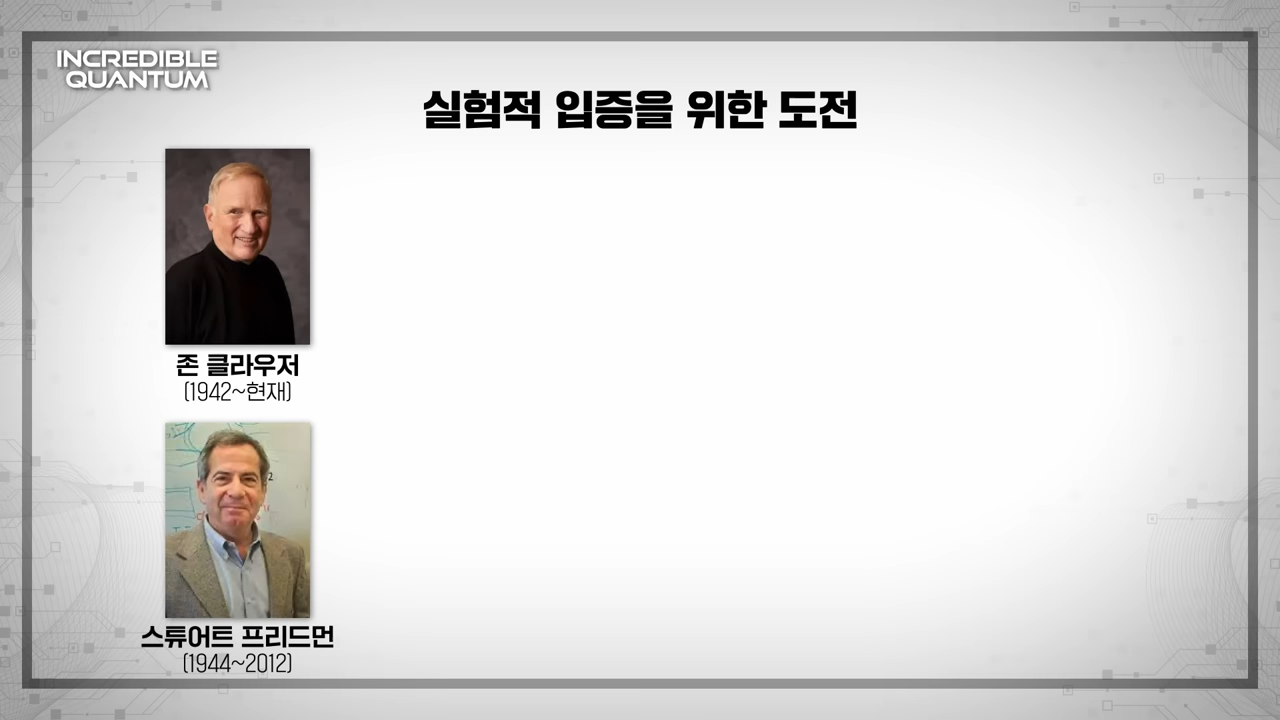 INCREDIBLE
QUANTUM
실험적 입증을 위한 도전
존 클라우저
(1942~현재)
스튜어트 프리드먼
(1944~2012)